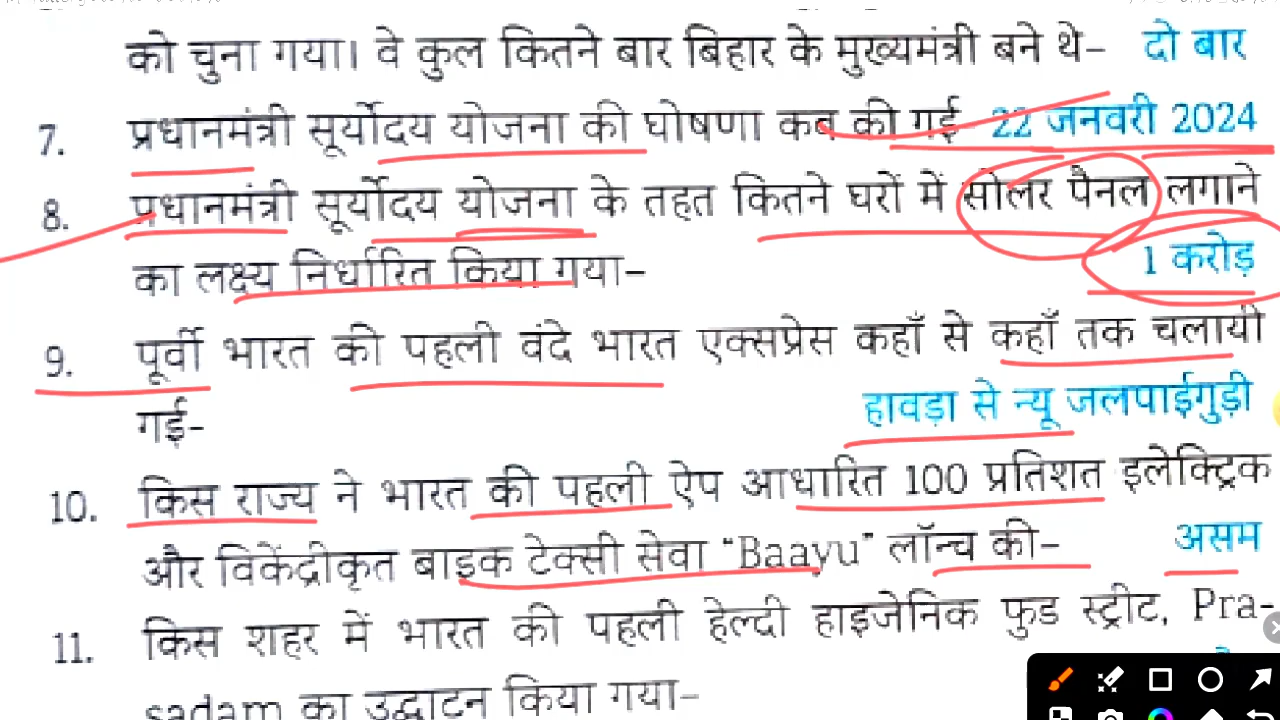 को चुना गया। वे कुल कितने बार बिहार के मुख्यमंत्री बने थे– दो बार
7. प्रधानमंत्री सूर्योदय योजना की घोषणा कब की गई 22 जनवरी 2024
8. प्रधानमंत्री सूर्योदय योजना के तहत कितने घरों में सोलर पैनल लगाने
का लक्ष्य निर्धारित किया गया– 1 करोड़
9. पूर्वी भारत की पहली वंदे भारत एक्सप्रेस कहाँ से कहाँ तक चलायी
गई– हावड़ा से न्यू जलपाईगुड़ी
10. किस राज्य ने भारत की पहली ऐप आधारित 100 प्रतिशत इलेक्ट्रिक
और विकेंद्रीकृत बाइक टेक्सी सेवा "Baayu" लॉन्च की– असम
11. किस शहर में भारत की पहली हेल्दी हाइजेनिक फुड स्ट्रीट, Pra-
sadam का उद्घाटन किया गया–